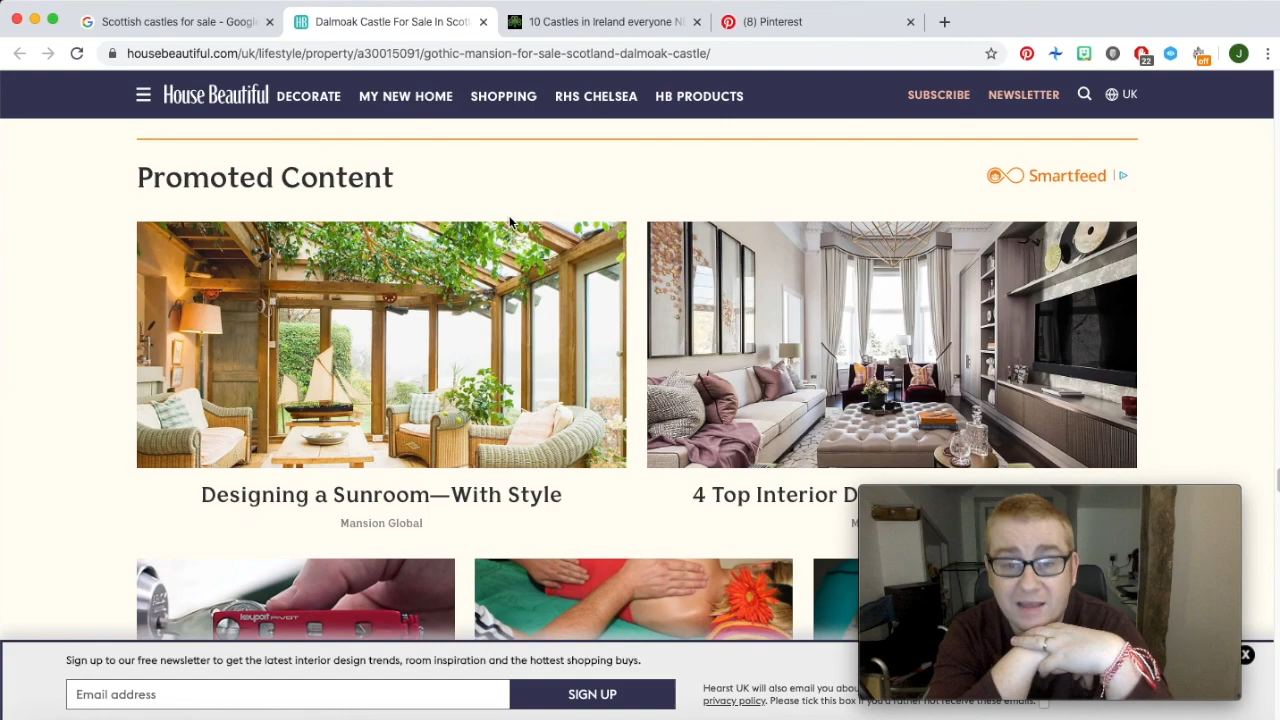 Scottish castles for sale - Google
Dalmoak Castle For Sale In Scot
10 Castles in Ireland everyone N
(8) Pinterest
housebeautiful.com/uk/lifestyle/property/a30015091/gothic-mansion-for-sale-scotland-dalmoak-castle/
22
off
J
House Beautiful DECORATE MY NEW HOME SHOPPING RHS CHELSEA HB PRODUCTS SUBSCRIBE NEWSLETTER UK
Promoted Content
Smartfeed
Designing a Sunroom—With Style
Mansion Global
4 Top Interior D
M
keyport PIVOT
Sign up to our free newsletter to get the latest interior design trends, room inspiration and the hottest shopping buys.
Email address
SIGN UP
Hearst UK will also email you abou
privacy policy. Please tick this box if you'd rather not receive these emails.
X